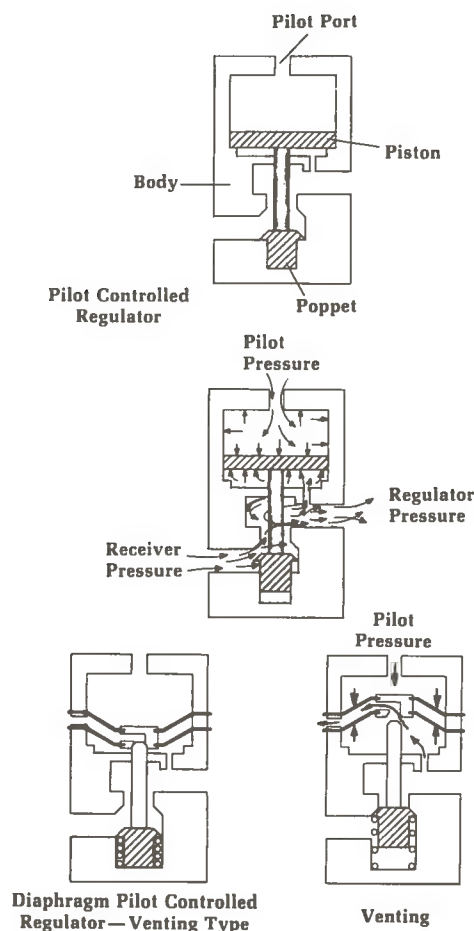 Pilot Port
Piston
Body
Poppet
Pilot Controlled
Regulator
Pilot
Pressure
Regulator
Pressure
Receiver
Pressure
Pilot
Pressure
Diaphragm Pilot Controlled
Regulator—Venting Type
Venting